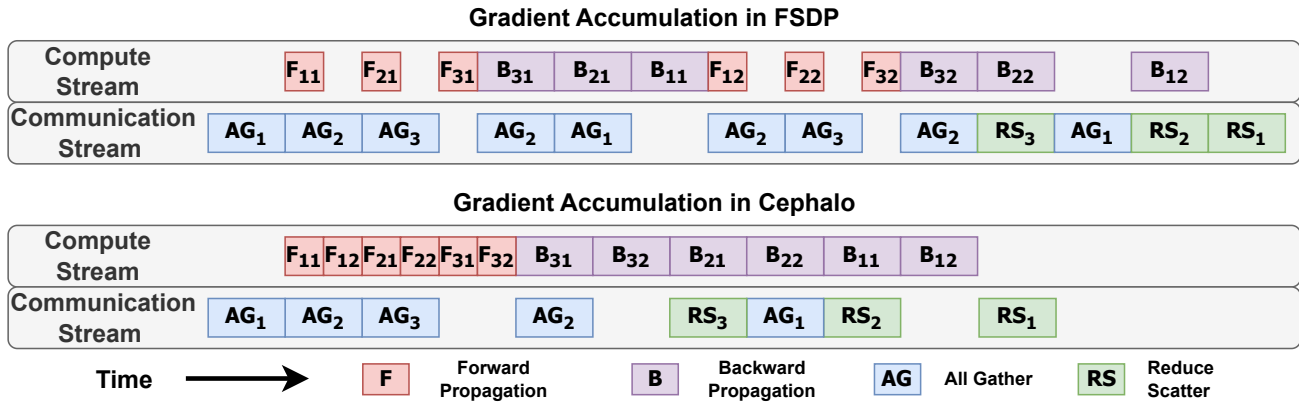 Gradient Accumulation in FSDP
Compute
Stream
F11 F21 F31 B31 B21 B11 F12 F22 F32 B32 B22 B12
Communication
Stream
AG1 AG2 AG3 AG2 AG1 AG2 AG3 AG2 RS3 AG1 RS2 RS1
Gradient Accumulation in Cephalo
Compute
Stream
F11 F12 F21 F22 F31 F32 B31 B32 B21 B22 B11 B12
Communication
Stream
AG1 AG2 AG3 AG2 RS3 AG1 RS2 RS1
Time
F
Forward
Propagation
B
Backward
Propagation
AG
All Gather
RS
Reduce
Scatter